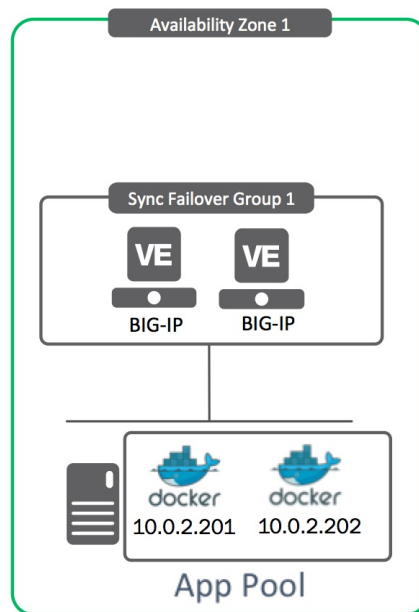 Availability Zone 1
Sync Failover Group 1
VE VE
BIG-IP BIG-IP
docker docker
10.0.2.201 10.0.2.202
App Pool